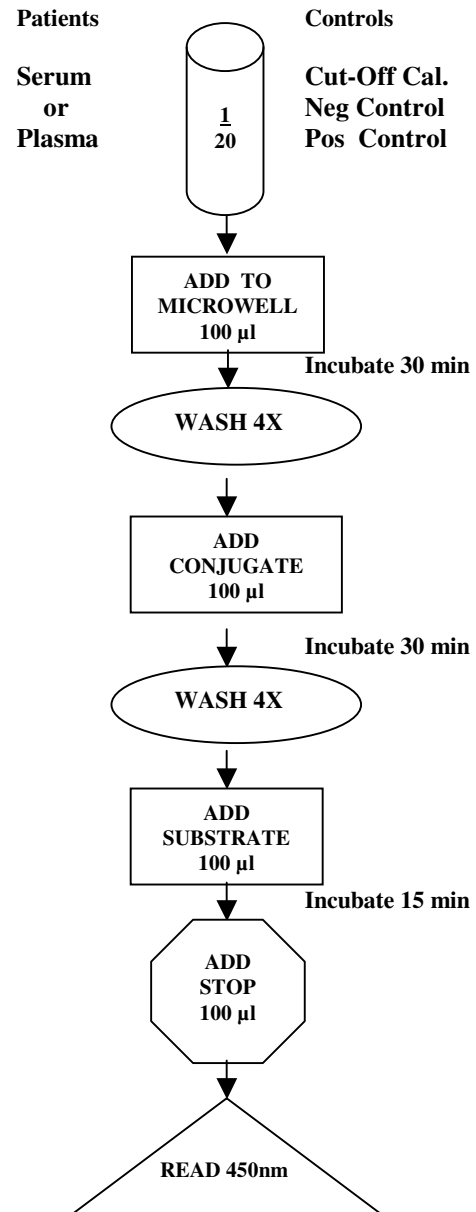 Patients
Controls
Serum
or
Plasma
1
20
Cut-Off Cal.
Neg Control
Pos Control
ADD TO
MICROWELL
100 µl
Incubate 30 min
WASH 4X
ADD
CONJUGATE
100 µl
Incubate 30 min
WASH 4X
ADD
SUBSTRATE
100 µl
Incubate 15 min
ADD
STOP
100 µl
READ 450nm